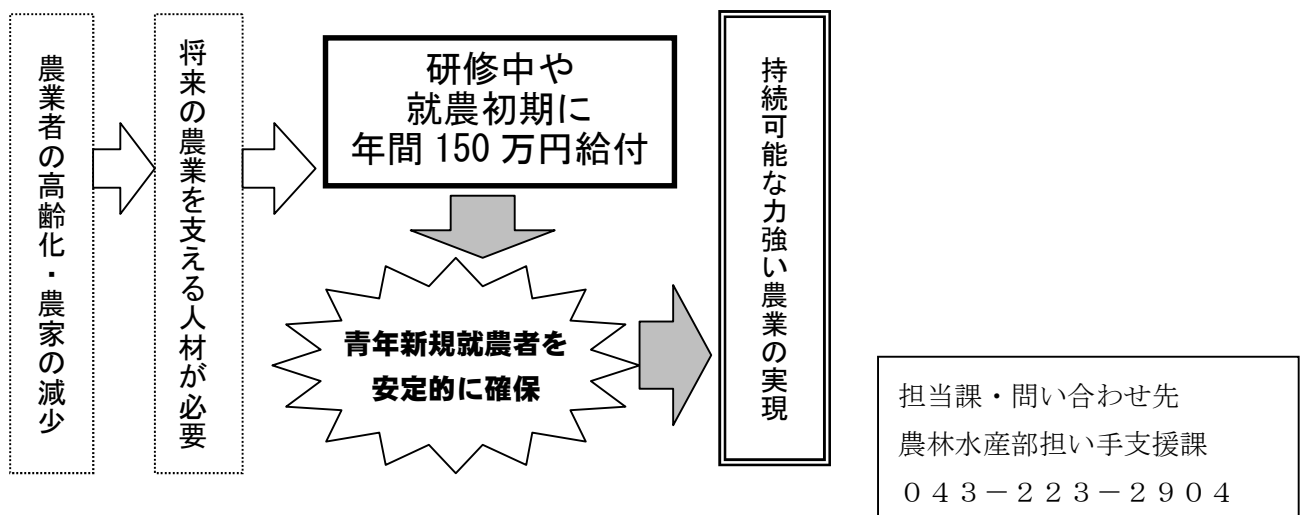 農業者の高齢化・農家の減少
将来の農業を支える人材が必要
研修中や
就農初期に
年間 150 万円給付
青年新規就農者を
安定的に確保
持続可能な力強い農業の実現
担当課・問い合わせ先
農林水産部担い手支援課
０４３－２２３－２９０４